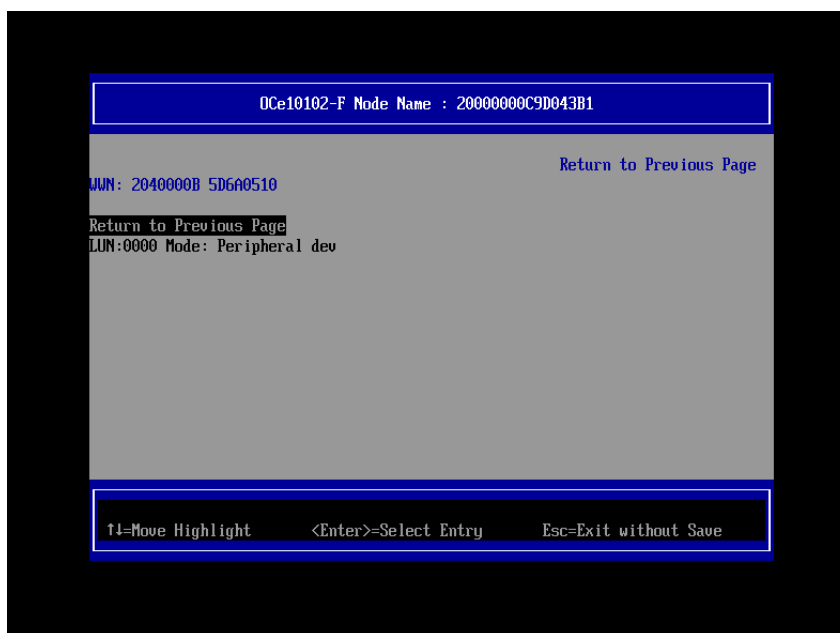 OCe10102-F Node Name : 20000000C9D043B1
Return to Previous Page
WWN: 2040000B 5D6A0510
Return to Previous Page
LUN:0000 Mode: Peripheral dev
↑↓=Move Highlight <Enter>=Select Entry Esc=Exit without Save